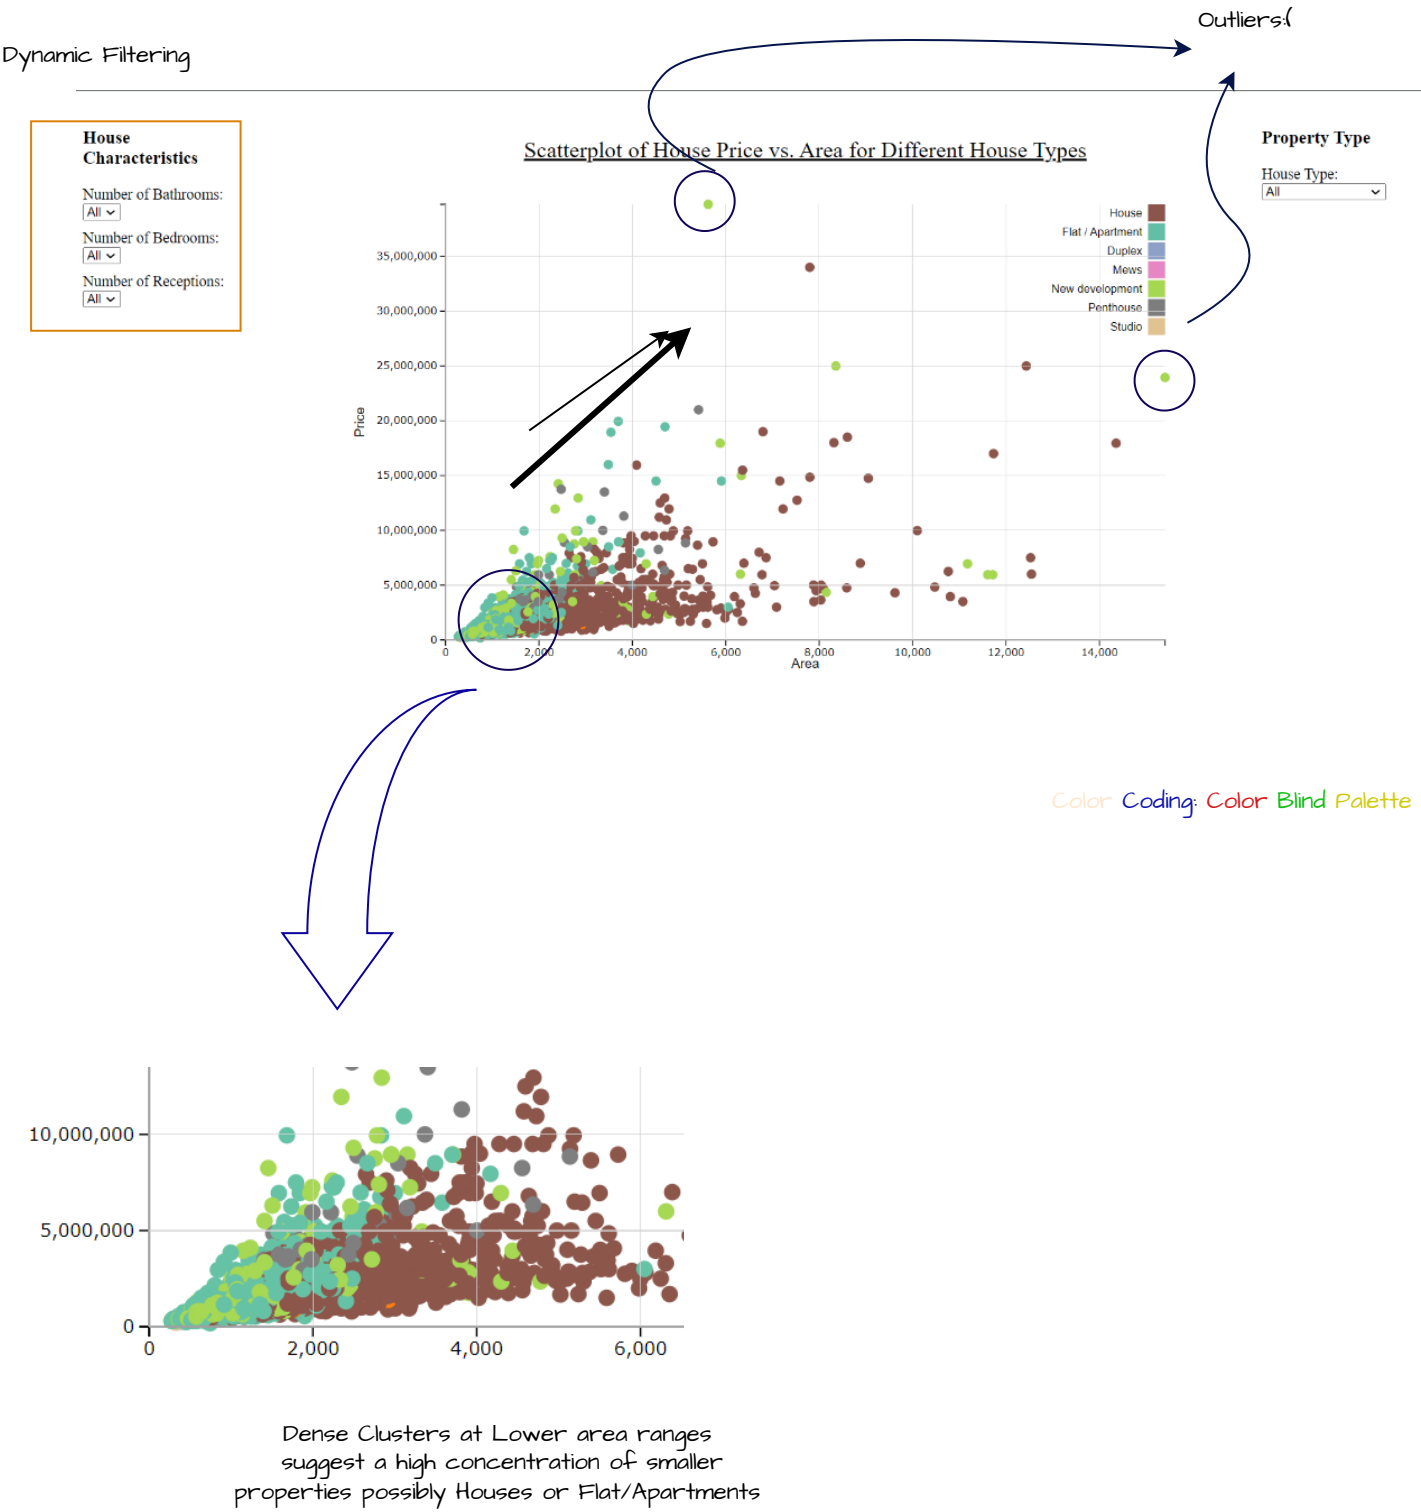 Outliers:(
Dynamic Filtering
House
Characteristics
Number of Bathrooms:
All
Number of Bedrooms:
All
Number of Receptions:
All
Scatterplot of House Price vs. Area for Different House Types
Property Type
House Type:
All
House
Flat / Apartment
Duplex
Mews
New development
Penthouse
Studio
35,000,000
30,000,000
25,000,000
20,000,000
15,000,000
10,000,000
5,000,000
0
Price
0 2,000 4,000 6,000 8,000 10,000 12,000 14,000
Area
Color Coding: Color Blind Palette
10,000,000
5,000,000
0
0 2,000 4,000 6,000
Dense Clusters at Lower area ranges
suggest a high concentration of smaller
properties possibly Houses or Flat/Apartments